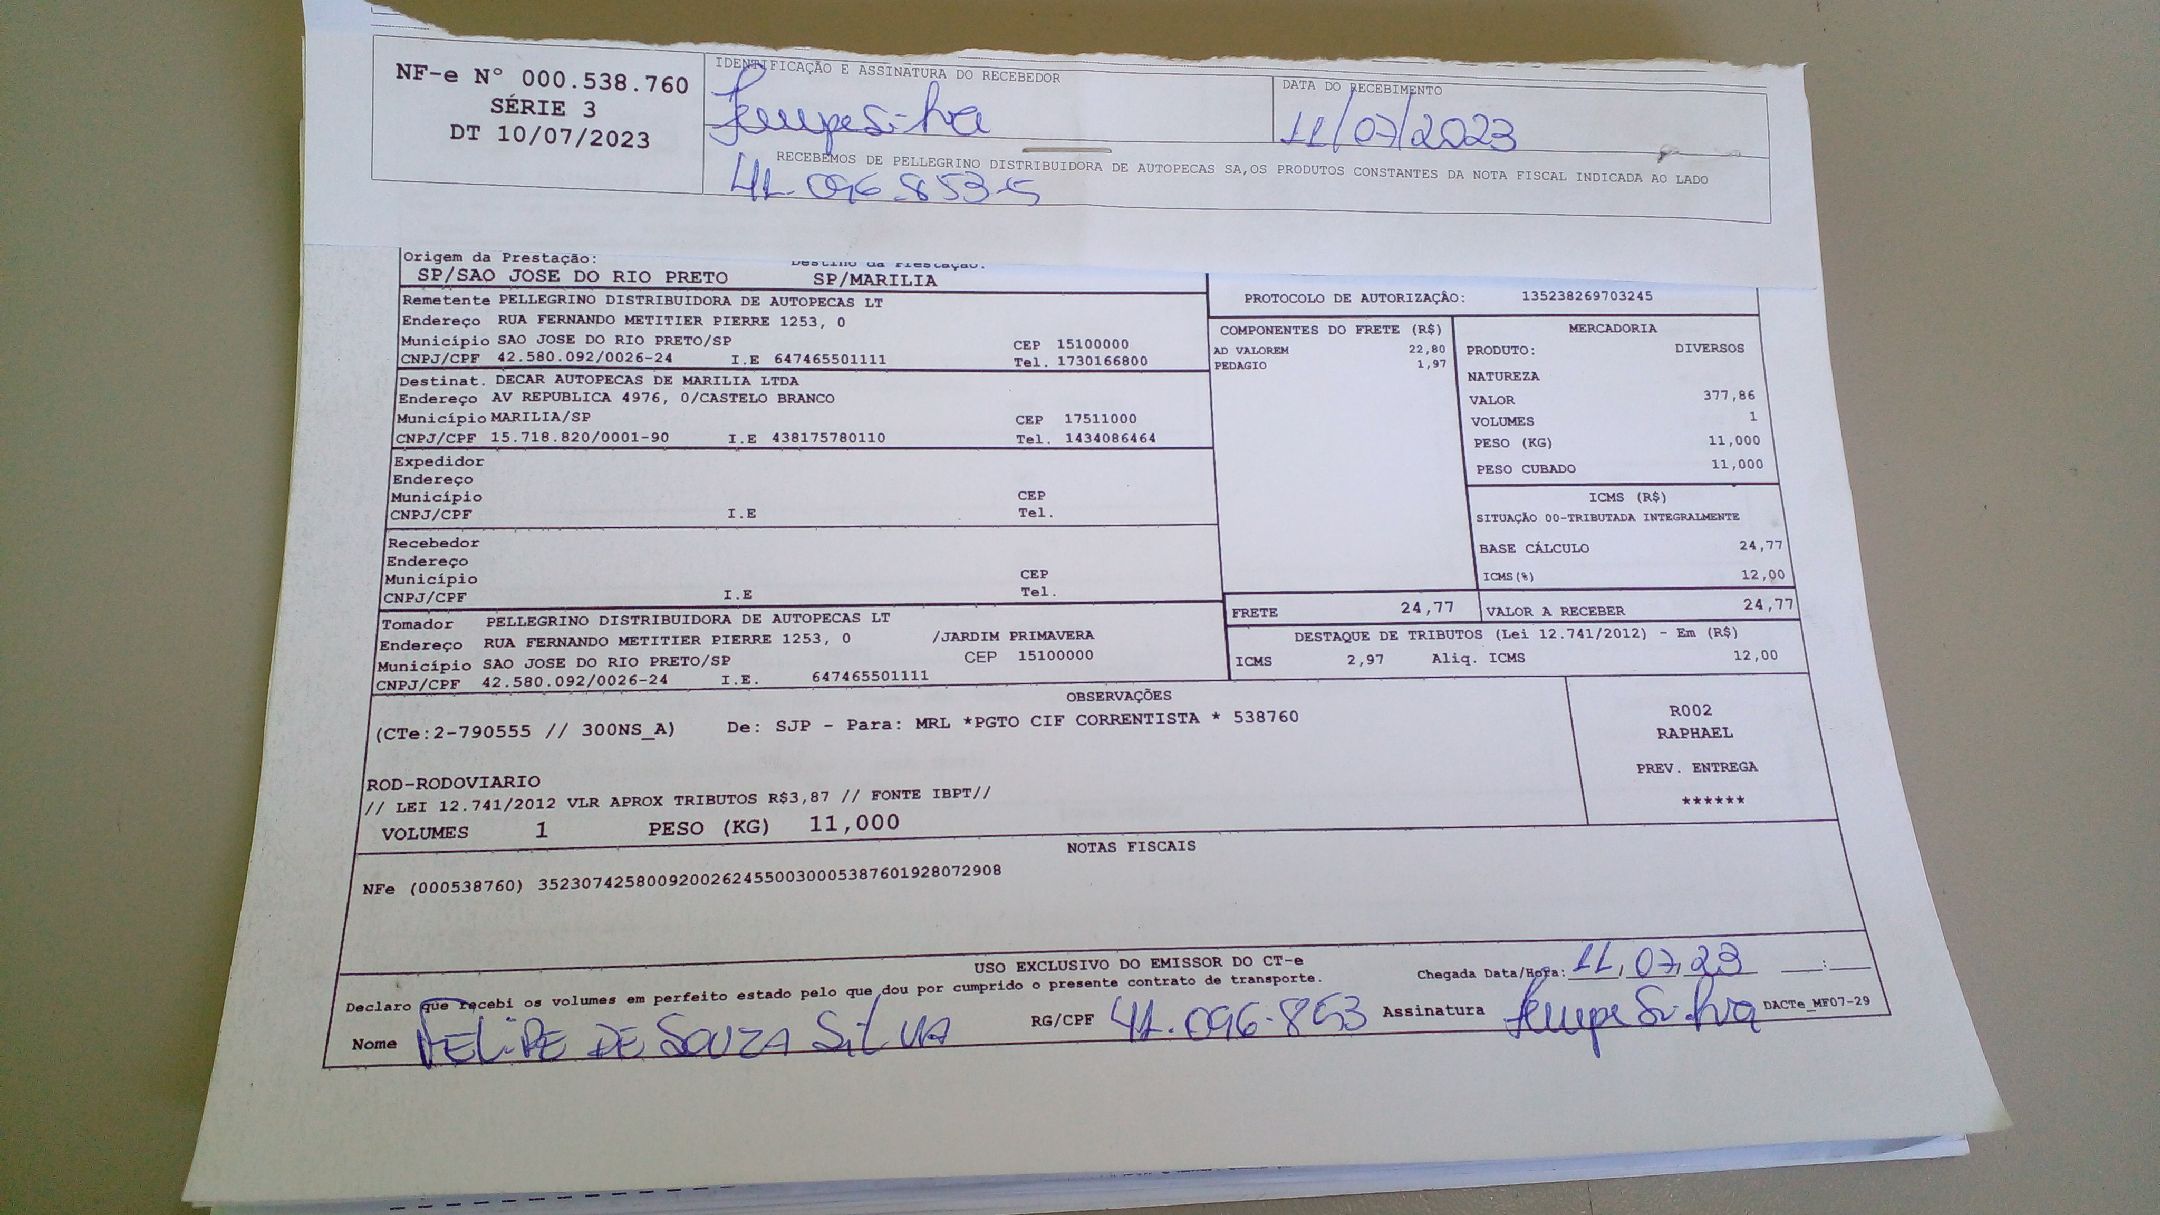 NF-e N° 000.538.760
SÉRIE 3
DT 10/07/2023
IDENTIFICAÇÃO E ASSINATURA DO RECEBEDOR
Felipe Silva
DATA DO RECEBIMENTO
11/07/2023
RECEBEMOS DE PELLEGRINO DISTRIBUIDORA DE AUTOPECAS SA,OS PRODUTOS CONSTANTES DA NOTA FISCAL INDICADA AO LADO
41.096.853-5
Origem da Prestação: Destino da Prestação:
SP/SAO JOSE DO RIO PRETO SP/MARILIA
Remetente PELLEGRINO DISTRIBUIDORA DE AUTOPECAS LT
Endereço RUA FERNANDO METITIER PIERRE 1253, 0
Município SAO JOSE DO RIO PRETO/SP CEP 15100000
CNPJ/CPF 42.580.092/0026-24 I.E 647465501111 Tel. 1730166800
Destinat. DECAR AUTOPECAS DE MARILIA LTDA
Endereço AV REPUBLICA 4976, 0/CASTELO BRANCO
Município MARILIA/SP CEP 17511000
CNPJ/CPF 15.718.820/0001-90 I.E 438175780110 Tel. 1434086464
Expedidor
Endereço
Município CEP
CNPJ/CPF I.E Tel.
Recebedor
Endereço
Município CEP
CNPJ/CPF I.E Tel.
Tomador PELLEGRINO DISTRIBUIDORA DE AUTOPECAS LT
Endereço RUA FERNANDO METITIER PIERRE 1253, 0 /JARDIM PRIMAVERA
Município SAO JOSE DO RIO PRETO/SP CEP 15100000
CNPJ/CPF 42.580.092/0026-24 I.E. 647465501111
PROTOCOLO DE AUTORIZAÇÃO: 135238269703245
COMPONENTES DO FRETE (R$)
AD VALOREM 22,80
PEDAGIO 1,97
MERCADORIA
PRODUTO: DIVERSOS
NATUREZA
VALOR 377,86
VOLUMES 1
PESO (KG) 11,000
PESO CUBADO 11,000
ICMS (R$)
SITUAÇÃO 00-TRIBUTADA INTEGRALMENTE
BASE CÁLCULO 24,77
ICMS(%) 12,00
FRETE 24,77 VALOR A RECEBER 24,77
DESTAQUE DE TRIBUTOS (Lei 12.741/2012) - Em (R$)
ICMS 2,97 Aliq. ICMS 12,00
OBSERVAÇÕES
(CTe:2-790555 // 300NS_A) De: SJP - Para: MRL *PGTO CIF CORRENTISTA * 538760
ROD-RODOVIARIO
// LEI 12.741/2012 VLR APROX TRIBUTOS R$3,87 // FONTE IBPT//
VOLUMES 1 PESO (KG) 11,000
R002
RAPHAEL
PREV. ENTREGA
******
NOTAS FISCAIS
NFe (000538760) 35230742580092002624550030005387601928072908
USO EXCLUSIVO DO EMISSOR DO CT-e
Declaro que recebi os volumes em perfeito estado pelo que dou por cumprido o presente contrato de transporte.
Chegada Data/Hora: 11,07,23 __:__
Nome FELIPE DE SOUZA SILVA RG/CPF 41.096.853 Assinatura Felipe Silva DACTe_MF07-29